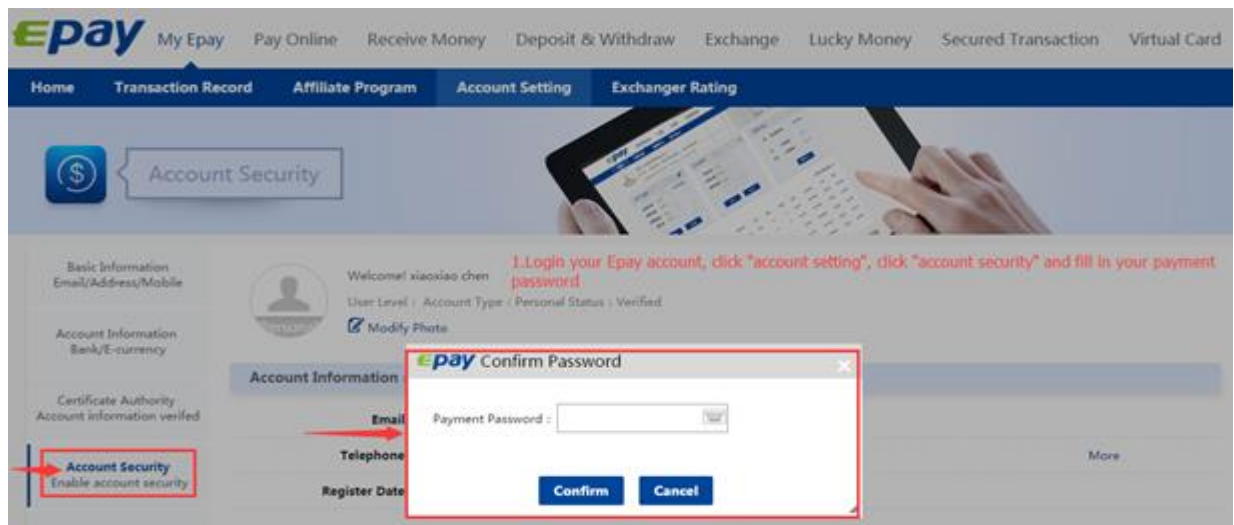 Epay My Epay Pay Online Receive Money Deposit & Withdraw Exchange Lucky Money Secured Transaction Virtual Card
Home Transaction Record Affiliate Program Account Setting Exchanger Rating
Account Security
Basic Information
Email/Address/Mobile
Account Information
Bank/E-currency
Certificate Authority
Account information verifed
Account Security
Enable account security
1.Login your Epay account, click "account setting", click "account security" and fill in your payment
password
Welcome! xiaoxiao chen
User Level : Account Type : Personal Status : Verified
Personal
Modify Photo
Account Information
Email
Telephone
More
Register Date
Epay Confirm Password
Payment Password :
Confirm Cancel